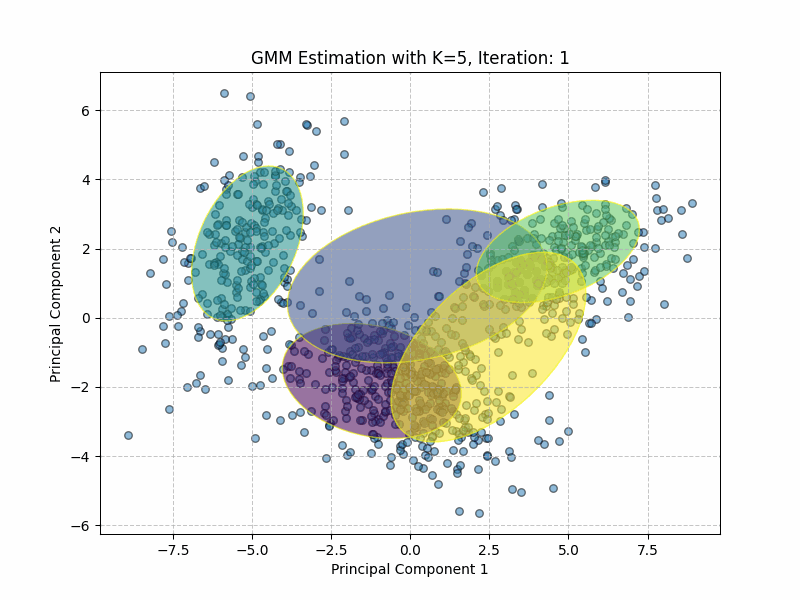 GMM Estimation with K=5, Iteration: 1
6
4
2
0
−2
−4
−6
Principal Component 2
−7.5 −5.0 −2.5 0.0 2.5 5.0 7.5
Principal Component 1